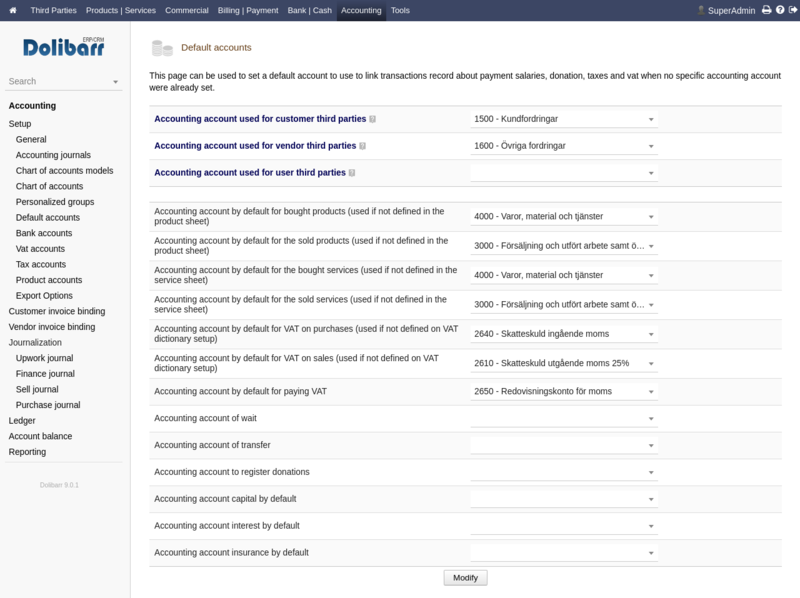 Third Parties Products | Services Commercial Billing | Payment Bank | Cash Accounting Tools SuperAdmin
ERP/CRM
Dolibarr
Search
Accounting
Setup
General
Accounting journals
Chart of accounts models
Chart of accounts
Personalized groups
Default accounts
Bank accounts
Vat accounts
Tax accounts
Product accounts
Export Options
Customer invoice binding
Vendor invoice binding
Journalization
Upwork journal
Finance journal
Sell journal
Purchase journal
Ledger
Account balance
Reporting
Dolibarr 9.0.1
Default accounts
This page can be used to set a default account to use to link transactions record about payment salaries, donation, taxes and vat when no specific accounting account
were already set.
Accounting account used for customer third parties ? 1500 - Kundfordringar
Accounting account used for vendor third parties ? 1600 - Övriga fordringar
Accounting account used for user third parties ?
Accounting account by default for bought products (used if not defined in the
product sheet) 4000 - Varor, material och tjänster
Accounting account by default for the sold products (used if not defined in the
product sheet) 3000 - Försäljning och utfört arbete samt ö...
Accounting account by default for the bought services (used if not defined in the
service sheet) 4000 - Varor, material och tjänster
Accounting account by default for the sold services (used if not defined in the
service sheet) 3000 - Försäljning och utfört arbete samt ö...
Accounting account by default for VAT on purchases (used if not defined on VAT
dictionary setup) 2640 - Skatteskuld ingående moms
Accounting account by default for VAT on sales (used if not defined on VAT
dictionary setup) 2610 - Skatteskuld utgående moms 25%
Accounting account by default for paying VAT 2650 - Redovisningskonto för moms
Accounting account of wait
Accounting account of transfer
Accounting account to register donations
Accounting account capital by default
Accounting account interest by default
Accounting account insurance by default
Modify